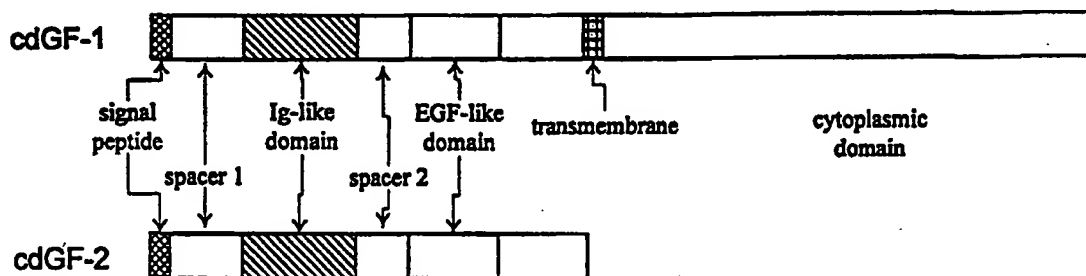 cdGF-1
signal
peptide
spacer 1
Ig-like
domain
spacer 2
EGF-like
domain
transmembrane
cytoplasmic
domain
cdGF-2